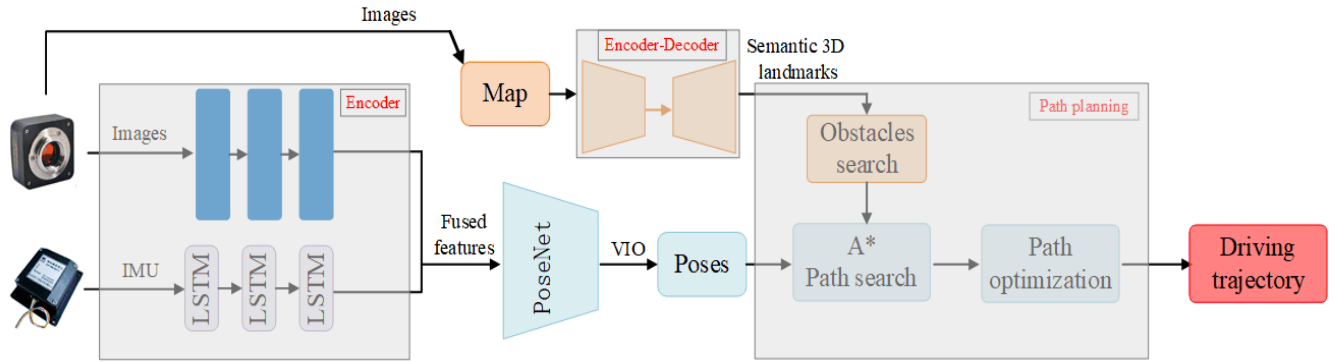 Images
Encoder-Decoder
Semantic 3D
landmarks
Map
Encoder
Path planning
Images
Obstacles
search
Fused
features
PoseNet
VIO
Poses
A*
Path search
Path
optimization
Driving
trajectory
IMU
LSTM
LSTM
LSTM